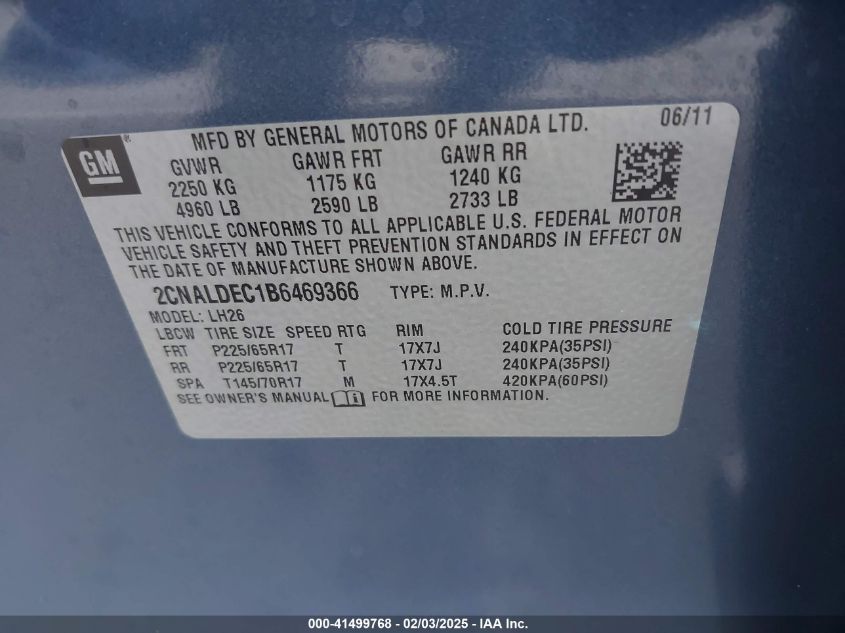 GM®
MFD BY GENERAL MOTORS OF CANADA LTD. 06/11
GVWR GAWR FRT GAWR RR
2250 KG 1175 KG 1240 KG
4960 LB 2590 LB 2733 LB
THIS VEHICLE CONFORMS TO ALL APPLICABLE U.S. FEDERAL MOTOR
VEHICLE SAFETY AND THEFT PREVENTION STANDARDS IN EFFECT ON
THE DATE OF MANUFACTURE SHOWN ABOVE.
2CNALDEC1B6469366 TYPE: M.P.V.
MODEL: LH26
LBCW TIRE SIZE SPEED RTG RIM COLD TIRE PRESSURE
FRT P225/65R17 T 17X7J 240KPA(35PSI)
RR P225/65R17 T 17X7J 240KPA(35PSI)
SPA T145/70R17 M 17X4.5T 420KPA(60PSI)
SEE OWNER'S MANUAL FOR MORE INFORMATION.
000-41499768 - 02/03/2025 - IAA Inc.